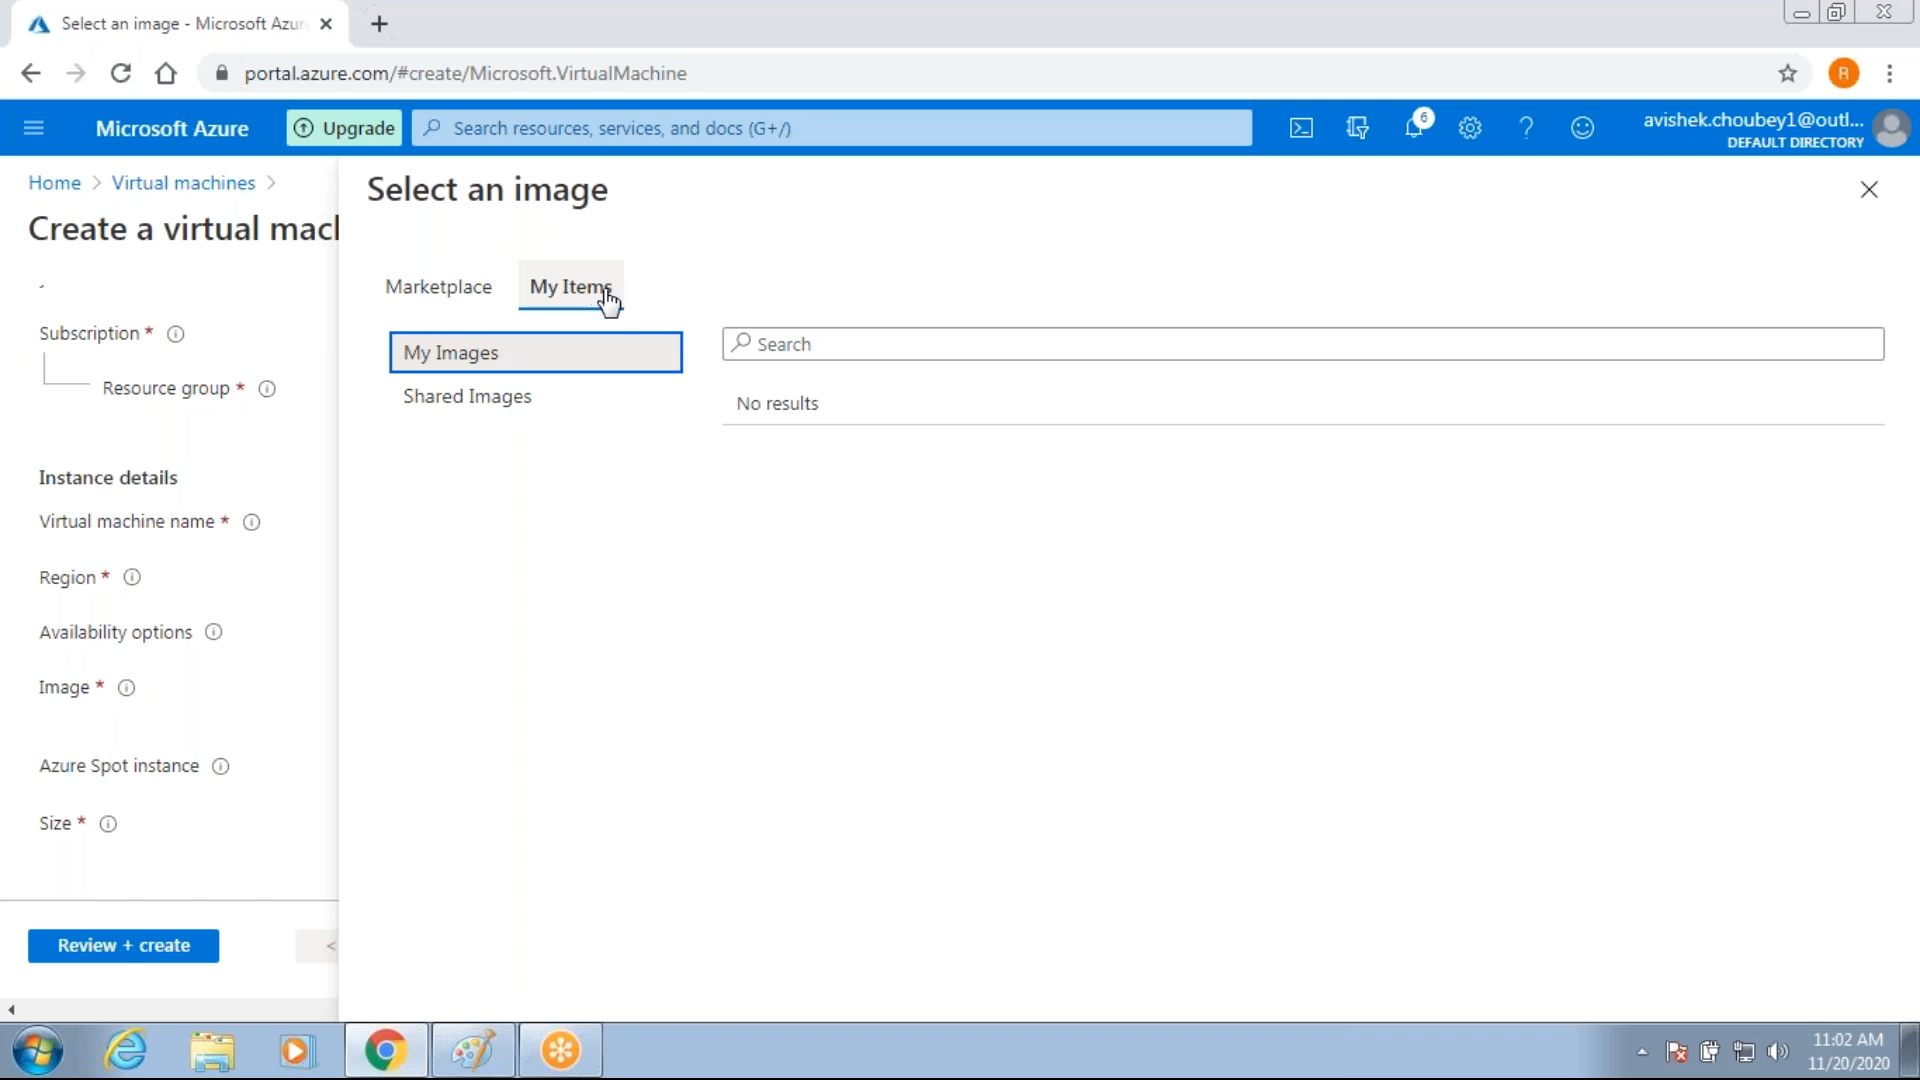 Select an image - Microsoft Azur
portal.azure.com/#create/Microsoft.VirtualMachine
R
Microsoft Azure
Upgrade
Search resources, services, and docs (G+/)
6
avishek.choubey1@outl...
DEFAULT DIRECTORY
Home > Virtual machines >
Create a virtual mach
Select an image
Marketplace
My Items
My Images
Shared Images
Search
No results
Subscription *
Resource group *
Instance details
Virtual machine name *
Region *
Availability options
Image *
Azure Spot instance
Size *
Review + create
<
11:02 AM
11/20/2020